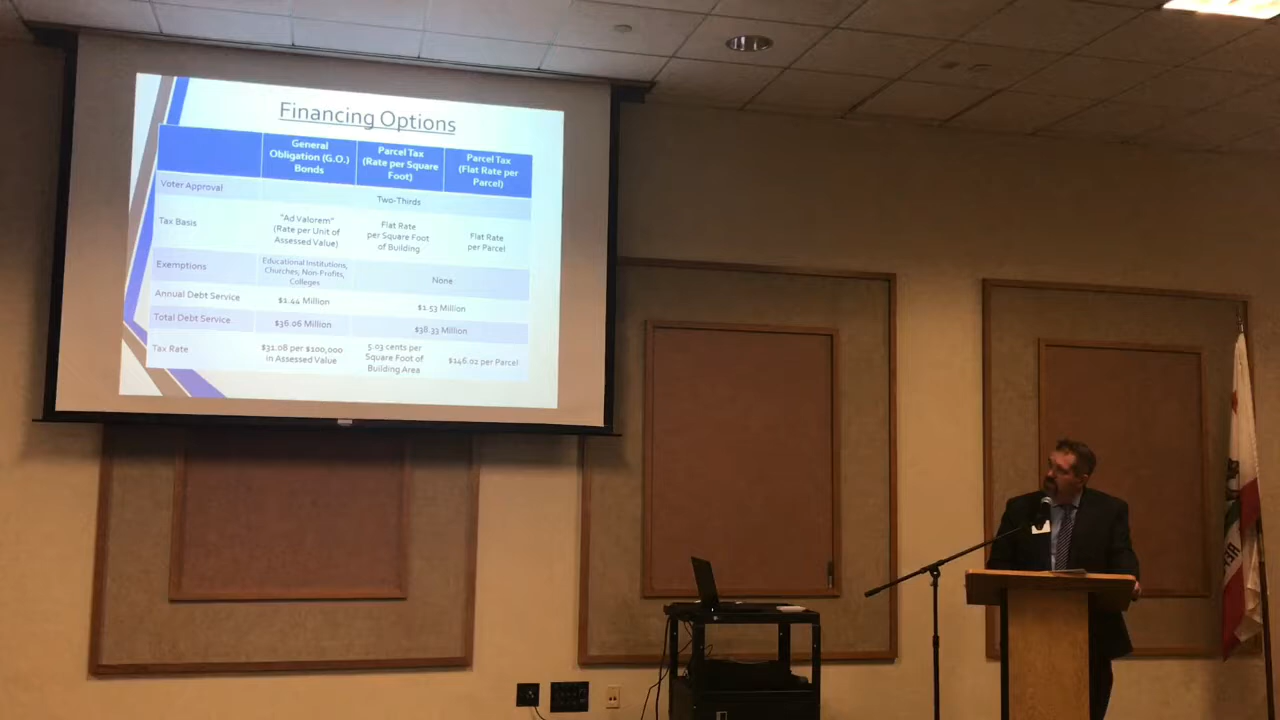 Financing Options
General
Obligation (G.O.)
Bonds
Parcel Tax
(Rate per Square
Foot)
Parcel Tax
(Flat Rate per
Parcel)
Voter Approval
Two-Thirds
Tax Basis
"Ad Valorem"
(Rate per Unit of
Assessed Value)
Flat Rate
per Square Foot
of Building
Flat Rate
per Parcel
Exemptions
Educational Institutions,
Churches, Non-Profits,
Colleges
None
Annual Debt Service
$1.44 Million
$1.53 Million
Total Debt Service
$36.06 Million
$38.33 Million
Tax Rate
$31.08 per $100,000
in Assessed Value
5.03 cents per
Square Foot of
Building Area
$146.02 per Parcel